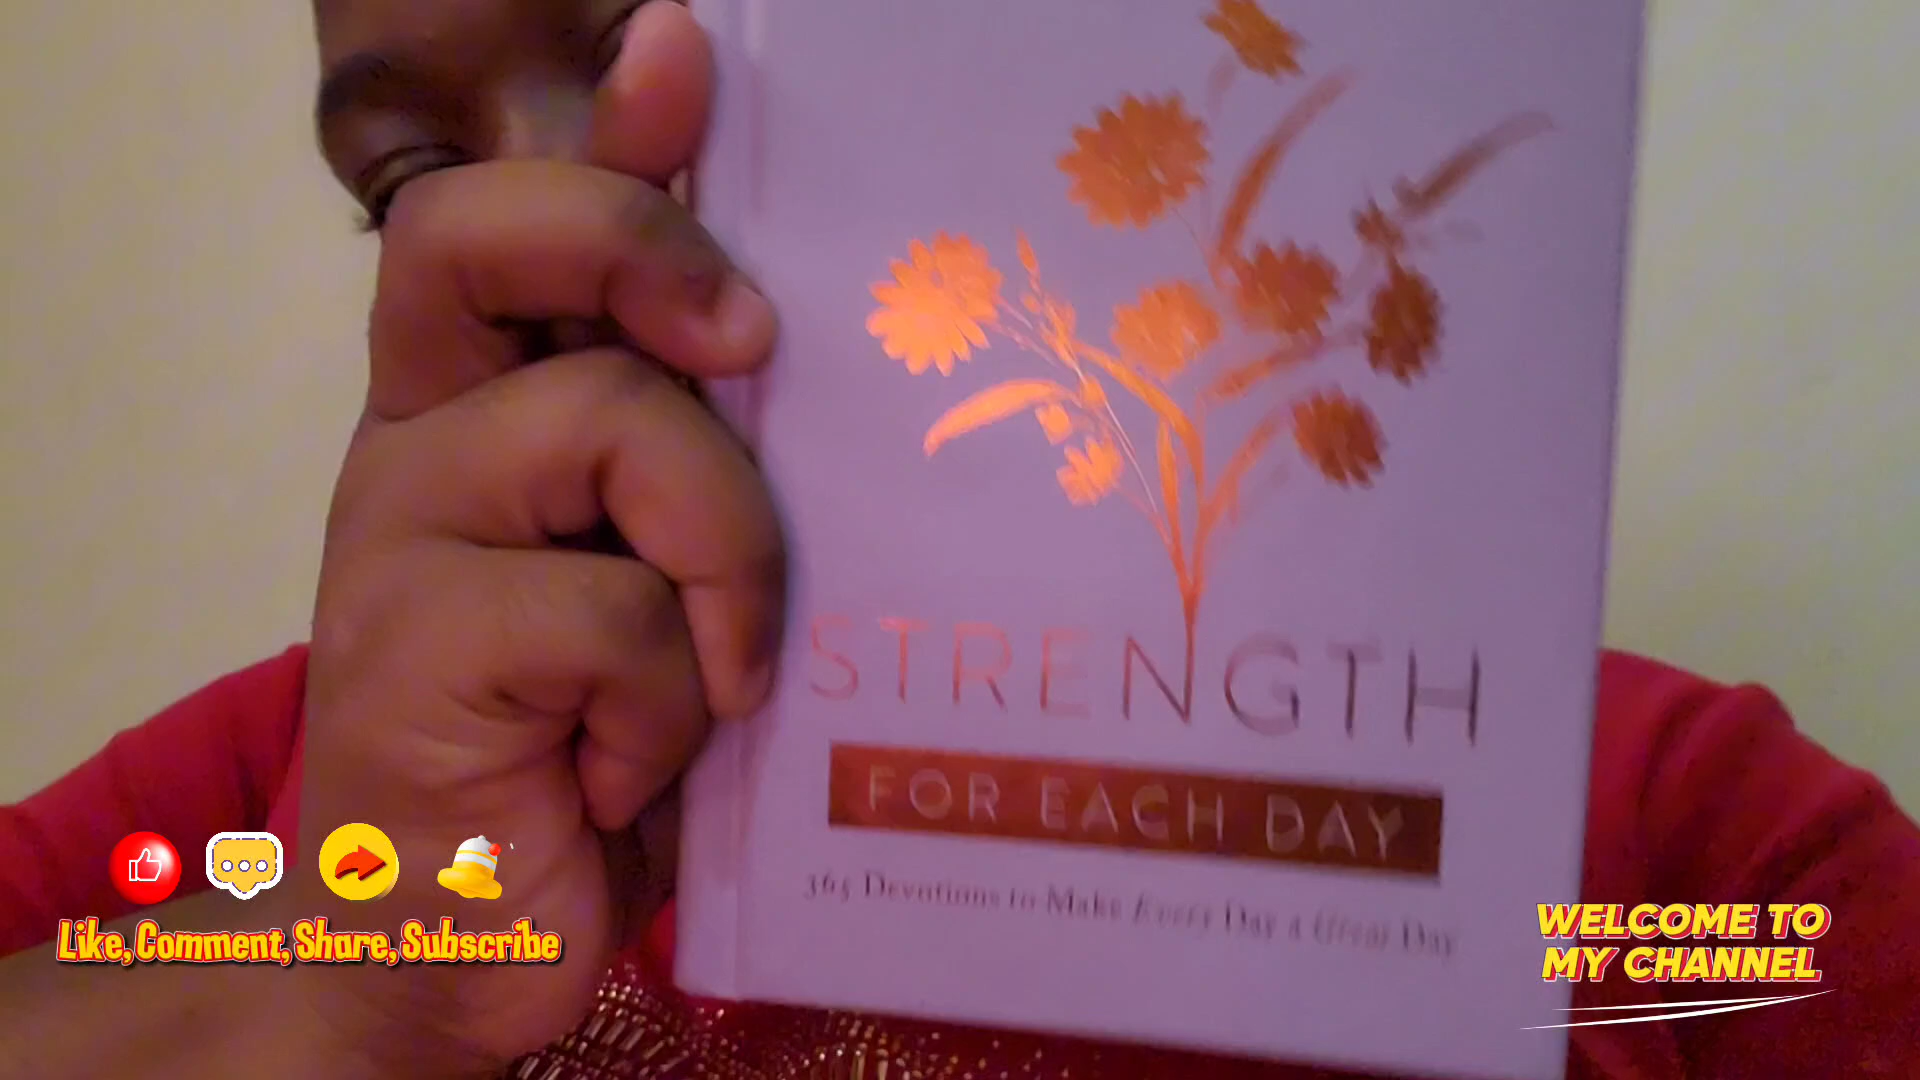 STRENGTH
FOR EACH DAY
365 Devotions to Make Every Day a Great Day
Like, Comment, Share, Subscribe
WELCOME TO
MY CHANNEL